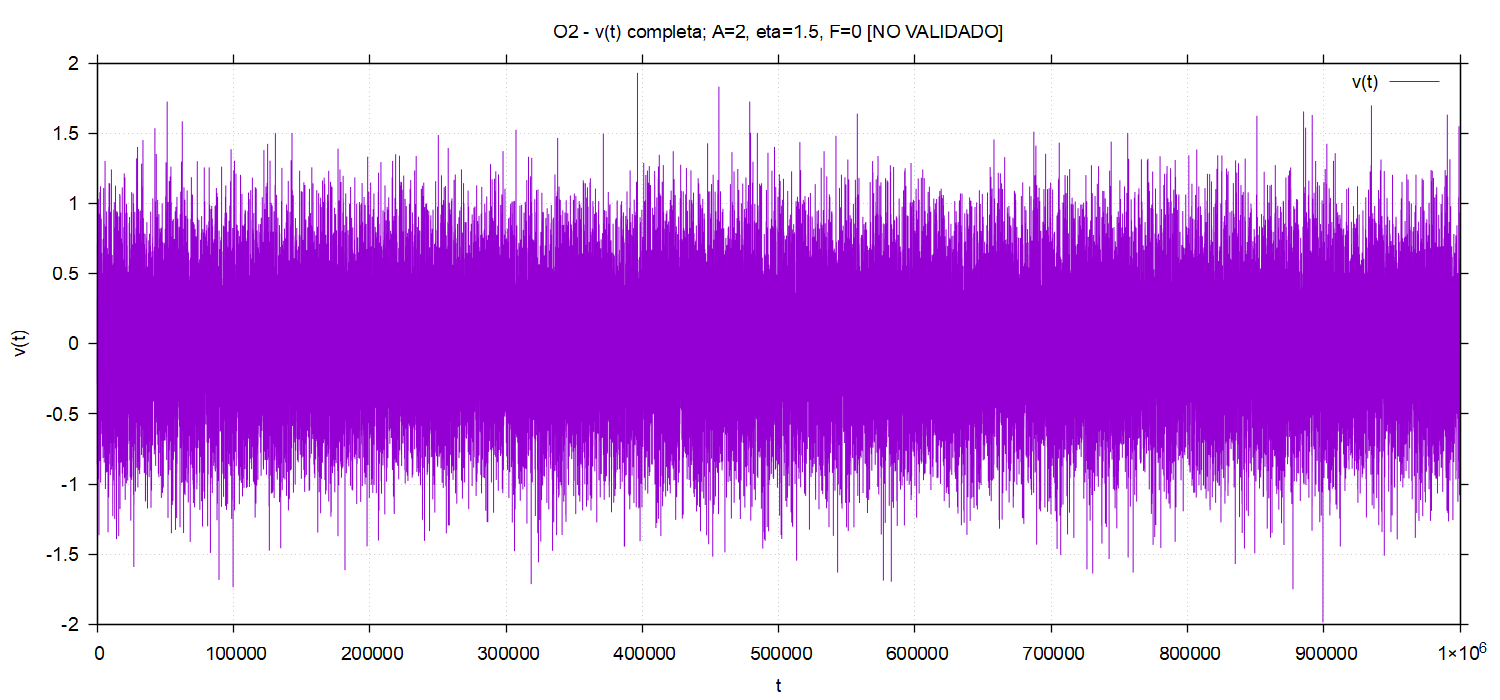 O2 - v(t) completa; A=2, eta=1.5, F=0 [NO VALIDADO]
v(t)
2
1.5
1
0.5
0
-0.5
-1
-1.5
-2
v(t)
0 100000 200000 300000 400000 500000 600000 700000 800000 900000 1×10⁶
t